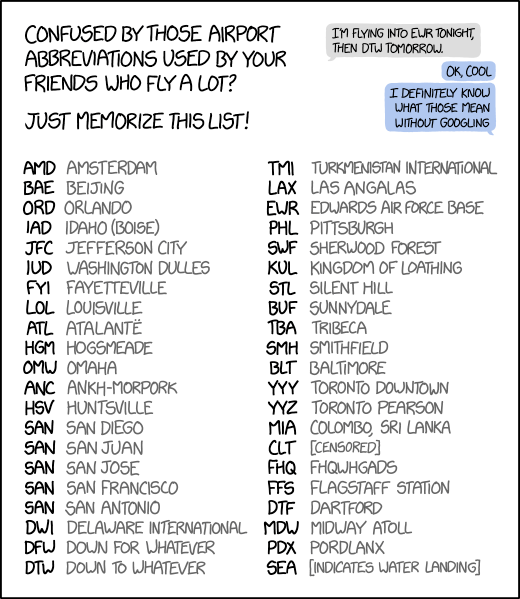 CONFUSED BY THOSE AIRPORT
ABBREVIATIONS USED BY YOUR
FRIENDS WHO FLY A LOT?
JUST MEMORIZE THIS LIST!
I'M FLYING INTO EWR TONIGHT,
THEN DTW TOMORROW.
OK, COOL
I DEFINITELY KNOW
WHAT THOSE MEAN
WITHOUT GOOGLING
AMD AMSTERDAM
BAE BEIJING
ORD ORLANDO
IAD IDAHO (BOISE)
JFC JEFFERSON CITY
IUD WASHINGTON DULLES
FYI FAYETTEVILLE
LOL LOUISVILLE
ATL ATALANTË
HGM HOGSMEADE
OMW OMAHA
ANC ANKH-MORPORK
HSV HUNTSVILLE
SAN SAN DIEGO
SAN SAN JUAN
SAN SAN JOSE
SAN SAN FRANCISCO
SAN SAN ANTONIO
DWI DELAWARE INTERNATIONAL
DFW DOWN FOR WHATEVER
DTW DOWN TO WHATEVER
TMI TURKMENISTAN INTERNATIONAL
LAX LAS ANGALAS
EWR EDWARDS AIR FORCE BASE
PHL PITTSBURGH
SWF SHERWOOD FOREST
KUL KINGDOM OF LOATHING
STL SILENT HILL
BUF SUNNYDALE
TBA TRIBECA
SMH SMITHFIELD
BLT BALTIMORE
YYY TORONTO DOWNTOWN
YYZ TORONTO PEARSON
MIA COLOMBO, SRI LANKA
CLT [CENSORED]
FHQ FHQWHGADS
FFS FLAGSTAFF STATION
DTF DARTFORD
MDW MIDWAY ATOLL
PDX PORDLANX
SEA [INDICATES WATER LANDING]